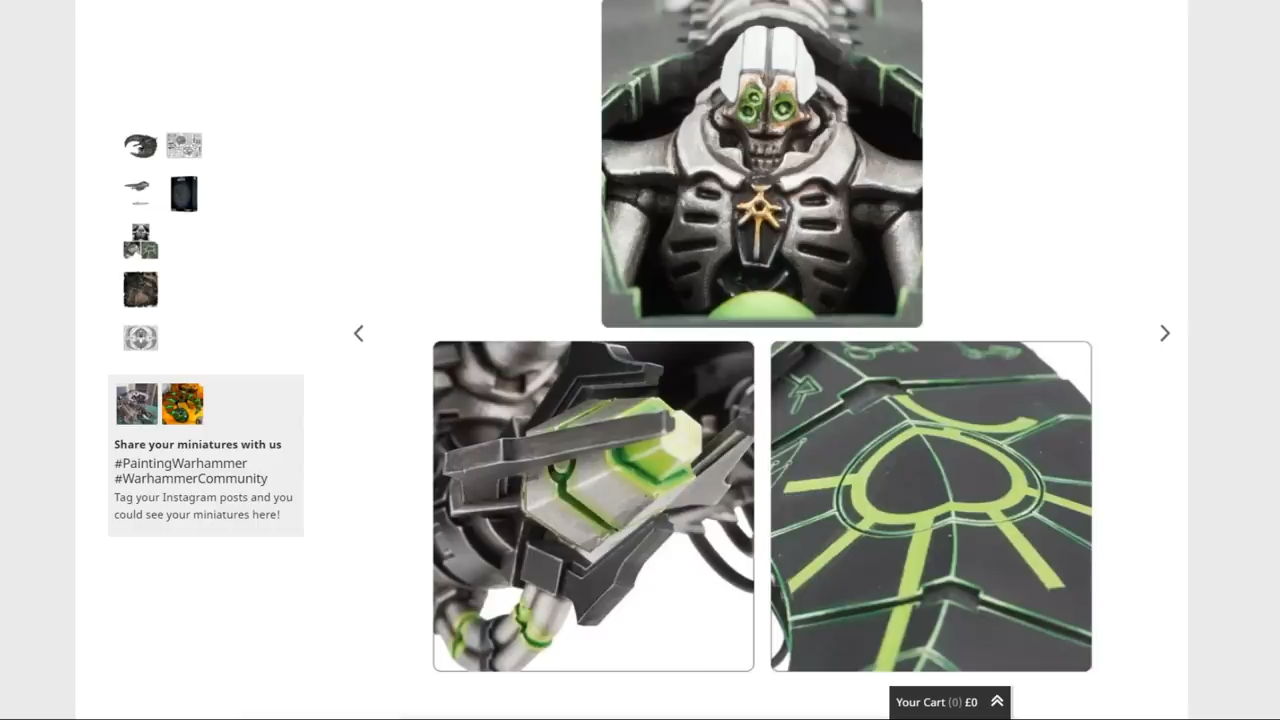 Share your miniatures with us
#PaintingWarhammer
#WarhammerCommunity
Tag your Instagram posts and you
could see your miniatures here!
Your Cart (0) £0